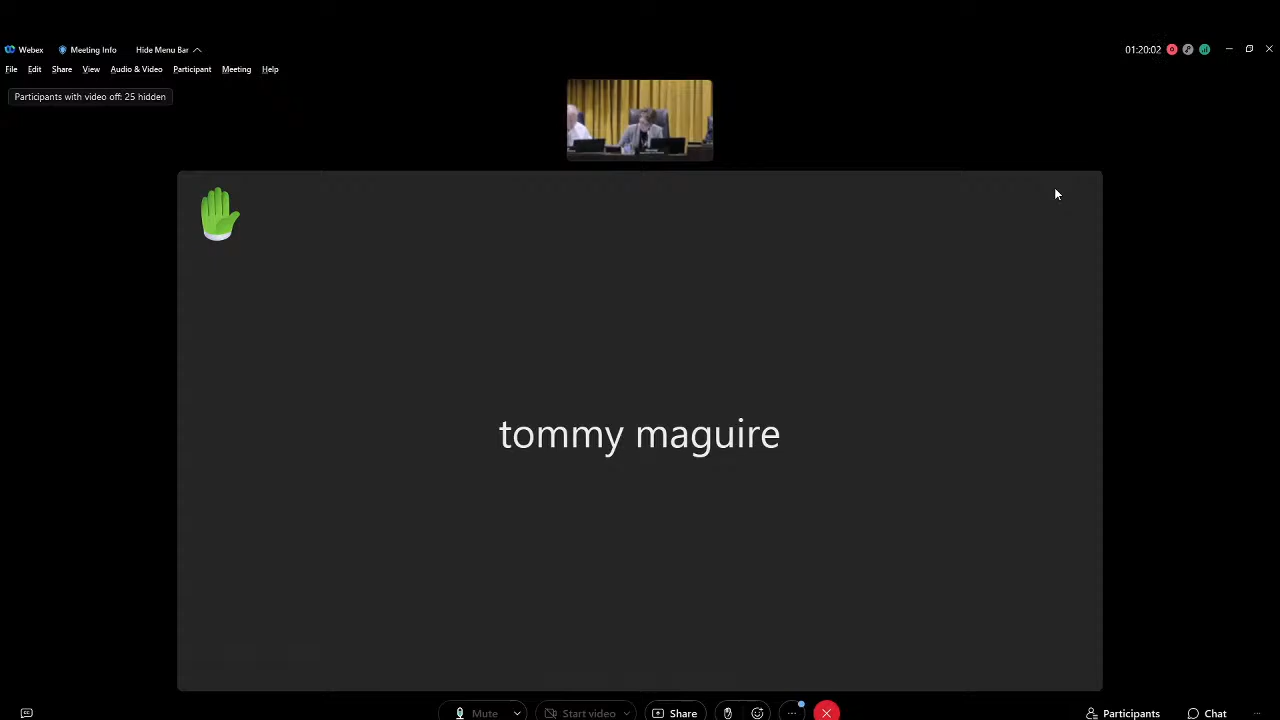 Webex Meeting Info Hide Menu Bar 01:20:02
File Edit Share View Audio & Video Participant Meeting Help
Participants with video off: 25 hidden
tommy maguire
Mute Start video Share Participants Chat